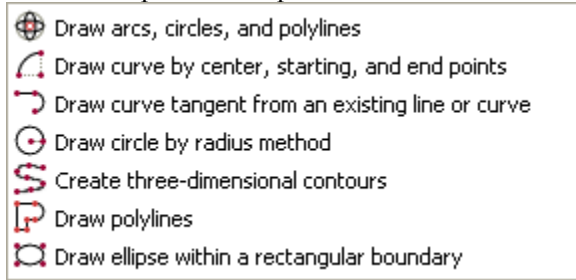 Draw arcs, circles, and polylines
Draw curve by center, starting, and end points
Draw curve tangent from an existing line or curve
Draw circle by radius method
Create three-dimensional contours
Draw polylines
Draw ellipse within a rectangular boundary